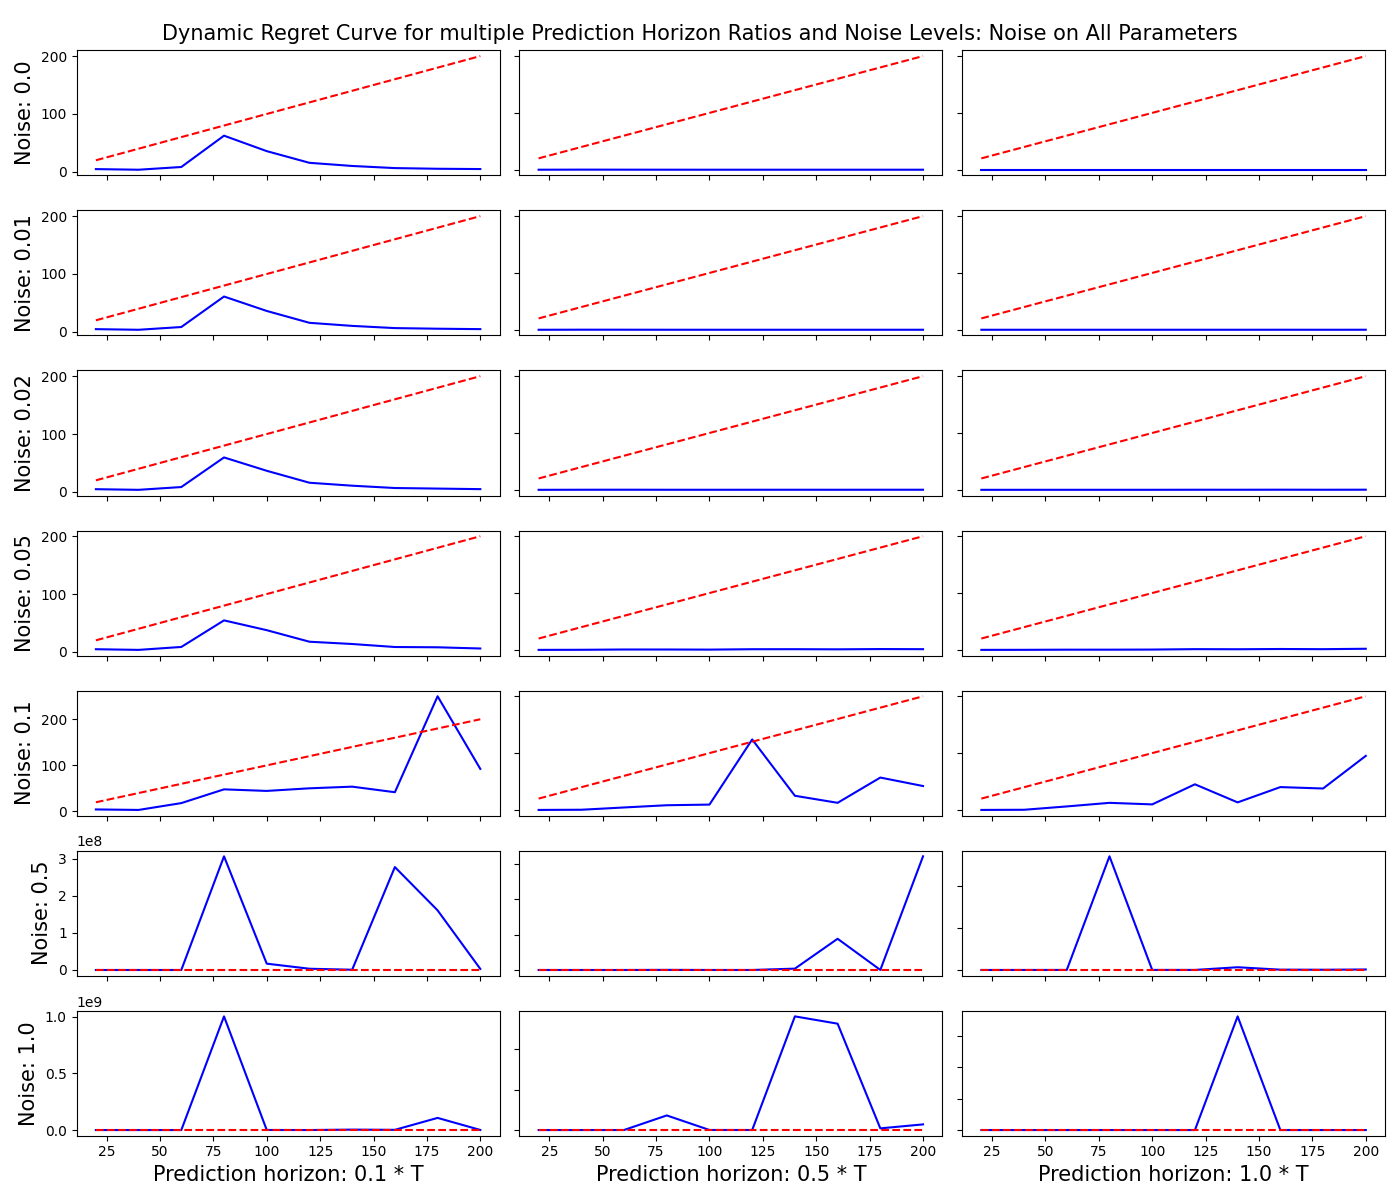 Dynamic Regret Curve for multiple Prediction Horizon Ratios and Noise Levels: Noise on All Parameters
Noise: 0.0
200
100
0
Noise: 0.01
200
100
0
Noise: 0.02
200
100
0
Noise: 0.05
200
100
0
Noise: 0.1
200
100
0
1e8
Noise: 0.5
3
2
1
0
1e9
Noise: 1.0
1.0
0.5
0.0
25 50 75 100 125 150 175 200
25 50 75 100 125 150 175 200
25 50 75 100 125 150 175 200
Prediction horizon: 0.1 * T
Prediction horizon: 0.5 * T
Prediction horizon: 1.0 * T